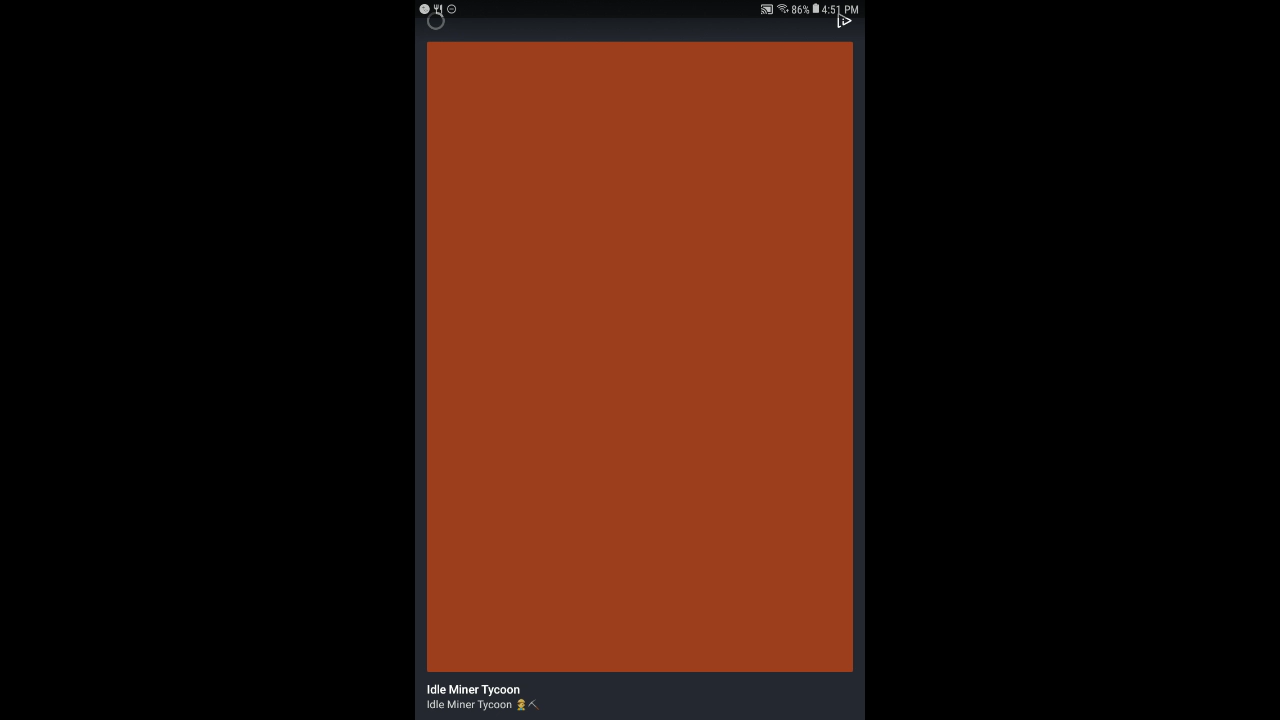 86% 4:51 PM
Idle Miner Tycoon
Idle Miner Tycoon 👷⛏